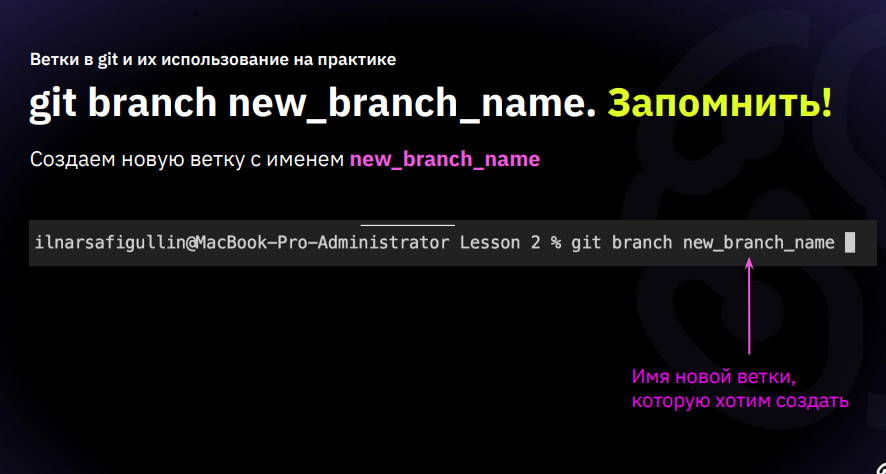 Ветки в git и их использование на практике
git branch new_branch_name. Запомнить!
Создаем новую ветку с именем new_branch_name
ilnarsafigullin@MacBook-Pro-Administrator Lesson 2 % git branch new_branch_name
Имя новой ветки,
которую хотим создать